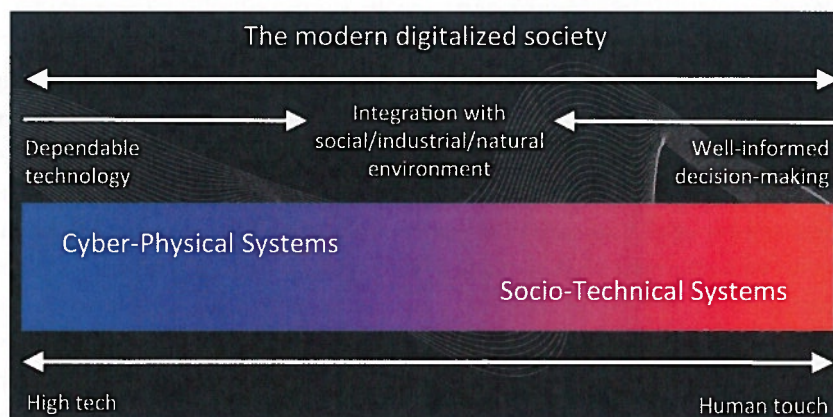 The modern digitalized society
Integration with
social/industrial/natural
environment
Dependable
technology
Well-informed
decision-making
Cyber-Physical Systems
Socio-Technical Systems
High tech
Human touch